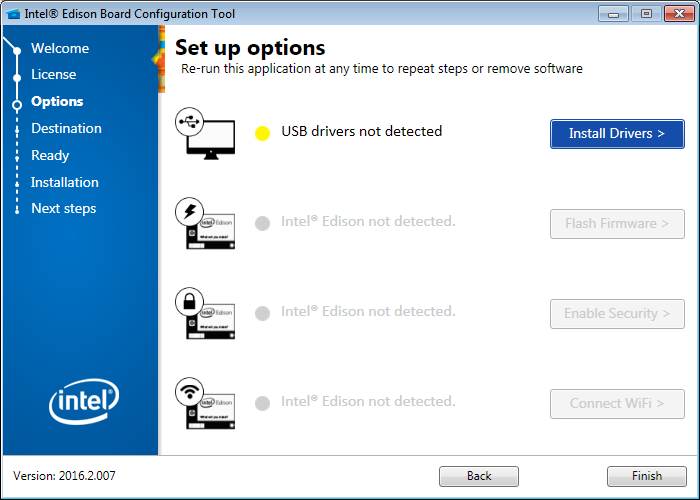 Intel® Edison Board Configuration Tool
Welcome
License
Options
Destination
Ready
Installation
Next steps
Set up options
Re-run this application at any time to repeat steps or remove software
USB drivers not detected
Install Drivers >
Intel® Edison not detected.
Flash Firmware >
Intel® Edison not detected.
Enable Security >
Intel® Edison not detected.
Connect WiFi >
intel
Version: 2016.2.007
Back
Finish